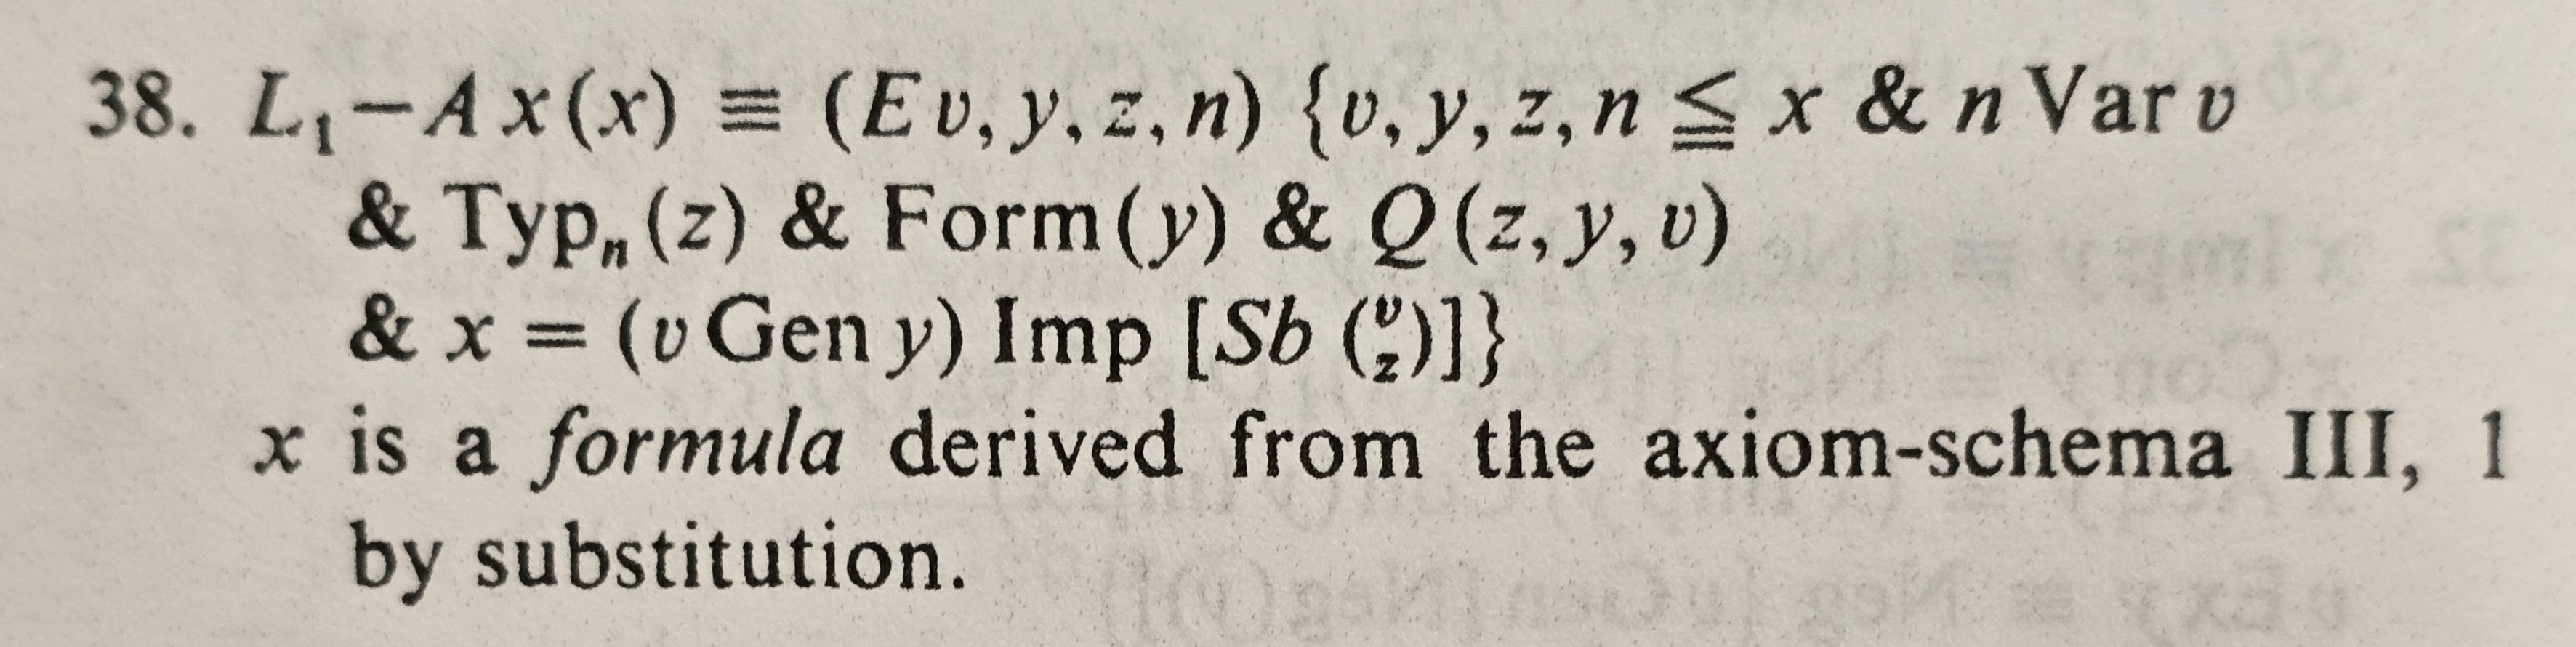 38. L₁−Ax(x) ≡ (Ev, y, z, n) {v, y, z, n ≦ x & n Var v
& Typₙ(z) & Form(y) & Q(z, y, v)
& x = (v Gen y) Imp [Sb (ᵛ_z)]}
x is a formula derived from the axiom-schema III, 1
by substitution.